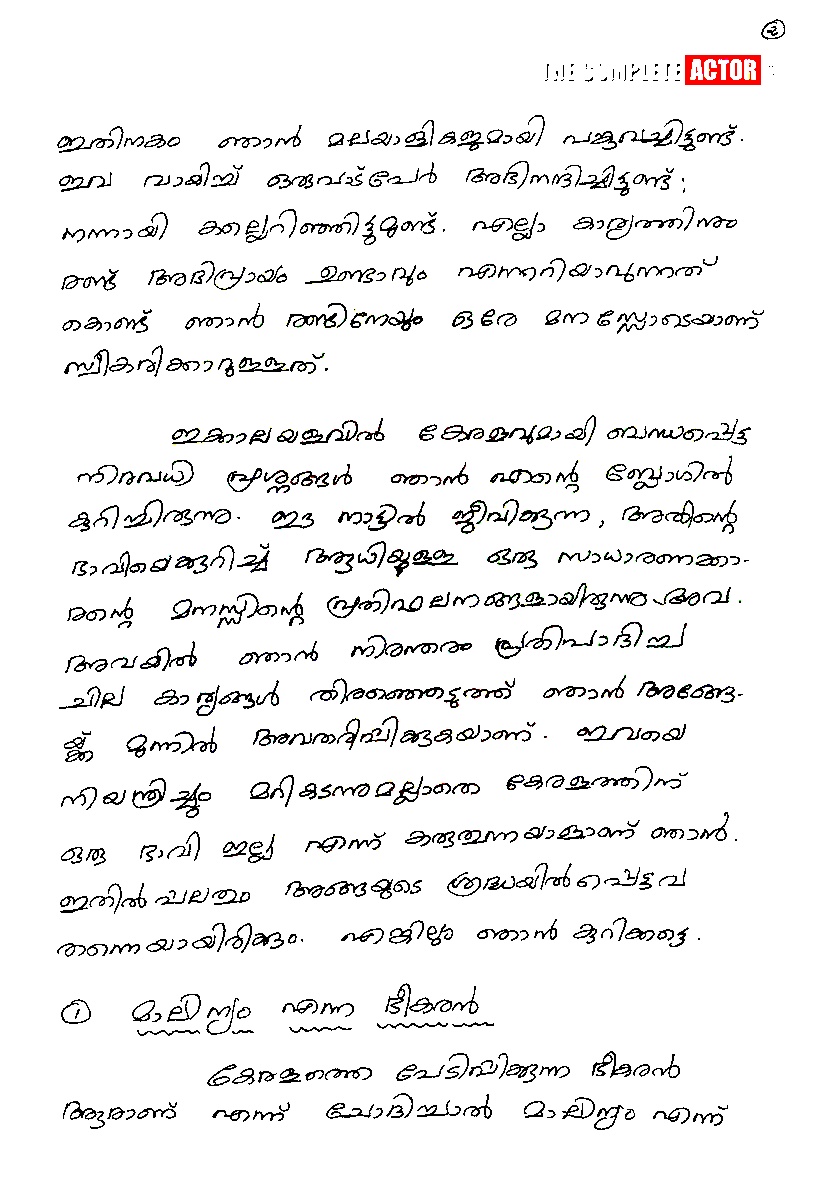 2
THE COMPLETE ACTOR
ഇതിനകം ഞാൻ മലയാളികളുമായി പങ്കുവച്ചിട്ടുണ്ട്.
ഇവ വായിച്ച് ഒരുപാട്പേർ അഭിനന്ദിച്ചിട്ടുണ്ട്;
നന്നായി കല്ലെറിഞ്ഞിട്ടുമുണ്ട്. എല്ലാ കാര്യത്തിനും
രണ്ട് അഭിപ്രായം ഉണ്ടാവും എന്നറിയാവുന്നത്
കൊണ്ട് ഞാൻ രണ്ടിനേയും ഒരേ മനസ്സോടെയാണ്
സ്വീകരിക്കാറുള്ളത്.
ഇക്കാലയളവിൽ കേരളവുമായി ബന്ധപ്പെട്ട
നിരവധി പ്രശ്നങ്ങൾ ഞാൻ എന്റെ ബ്ലോഗിൽ
കുറിച്ചിരുന്നു. ഈ നാട്ടിൽ ജീവിക്കുന്ന, അതിന്റെ
ഭാവിയെക്കുറിച്ച് ആധിയുള്ള ഒരു സാധാരണക്കാ-
രന്റെ മനസ്സിന്റെ പ്രതിഫലനങ്ങളായിരുന്നു അവ.
അവയിൽ ഞാൻ നിരന്തരം പ്രതിപാദിച്ച
ചില കാര്യങ്ങൾ തിരഞ്ഞെടുത്ത് ഞാൻ അങ്ങേ-
യ്ക്ക് മുന്നിൽ അവതരിപ്പിക്കുകയാണ്. ഇവയെ
നിയന്ത്രിച്ചും മറികടന്നുമല്ലാതെ കേരളത്തിന്
ഒരു ഭാവി ഇല്ല എന്ന് കരുതുന്നയാളാണ് ഞാൻ.
ഇതിൽ പലതും അങ്ങയുടെ ശ്രദ്ധയിൽപ്പെട്ടവ
തന്നെയായിരിക്കും. എങ്കിലും ഞാൻ കുറിക്കട്ടെ.
1 മാലിന്യം എന്ന ഭീകരൻ
കേരളത്തെ പേടിപ്പിക്കുന്ന ഭീകരൻ
ആരാണ് എന്ന് ചോദിച്ചാൽ മാലിന്യം എന്ന്